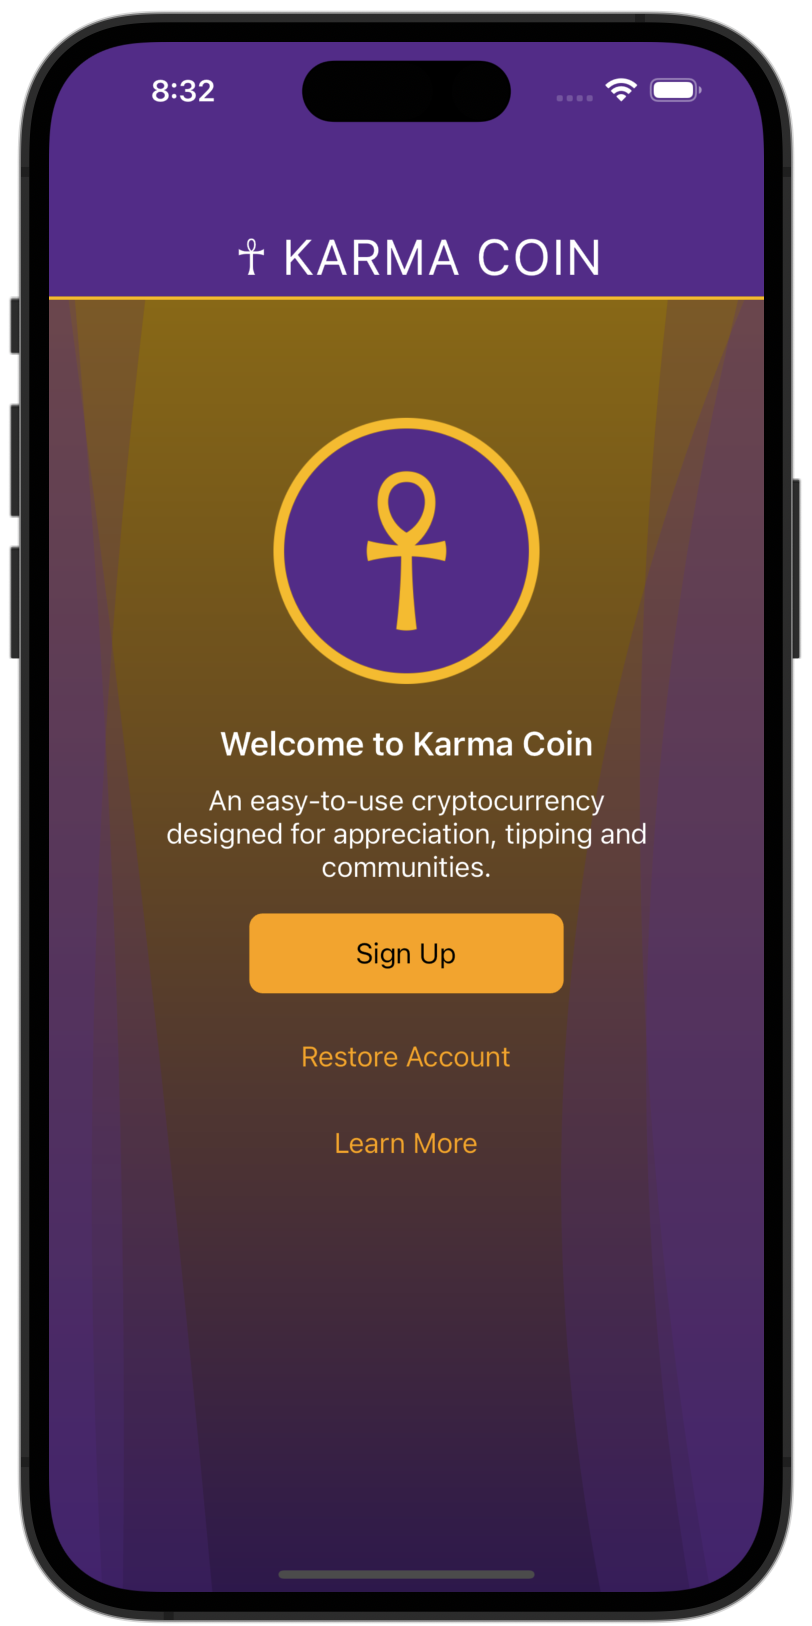 8:32
☥ KARMA COIN
Welcome to Karma Coin
An easy-to-use cryptocurrency
designed for appreciation, tipping and
communities.
Sign Up
Restore Account
Learn More